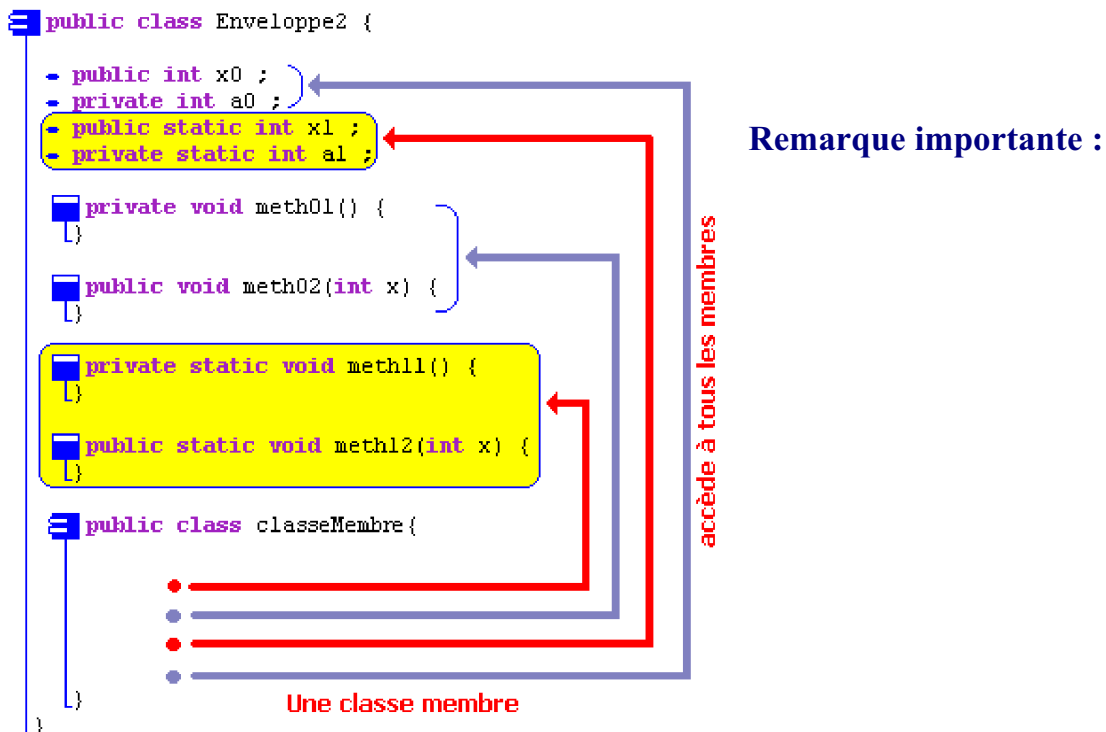 public class Enveloppe2 {
public int x0 ;
private int a0 ;
public static int x1 ;
private static int a1 ;
Remarque importante :
private void meth01() {
}
public void meth02(int x) {
}
private static void meth11() {
}
public static void meth12(int x) {
}
accède à tous les membres
public class classeMembre{
}
Une classe membre
}